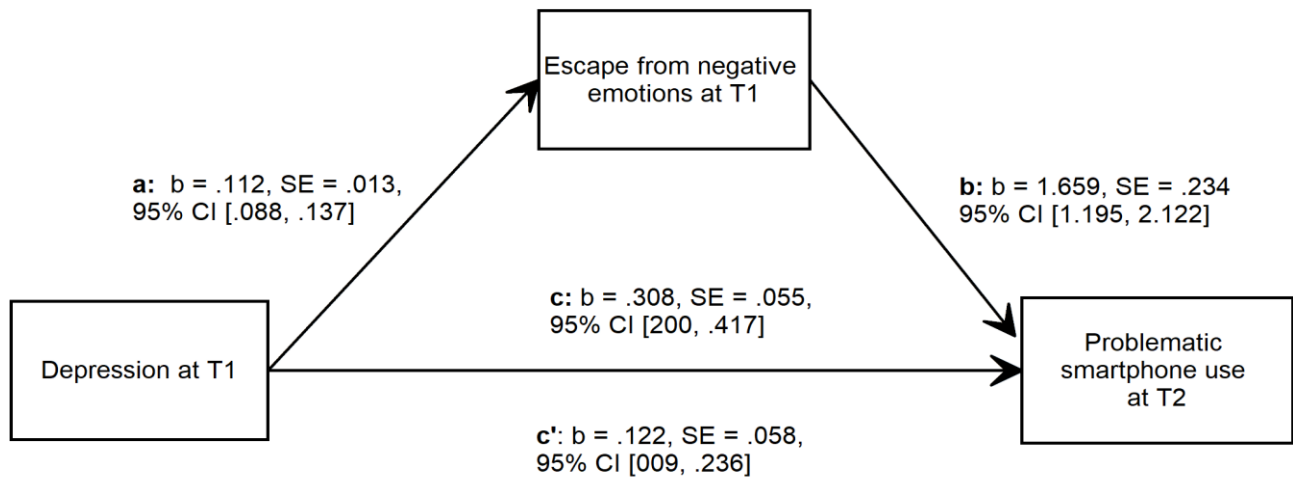 Escape from negative
emotions at T1
a: b = .112, SE = .013,
95% CI [.088, .137]
b: b = 1.659, SE = .234
95% CI [1.195, 2.122]
c: b = .308, SE = .055,
95% CI [200, .417]
Depression at T1
Problematic
smartphone use
at T2
c': b = .122, SE = .058,
95% CI [009, .236]